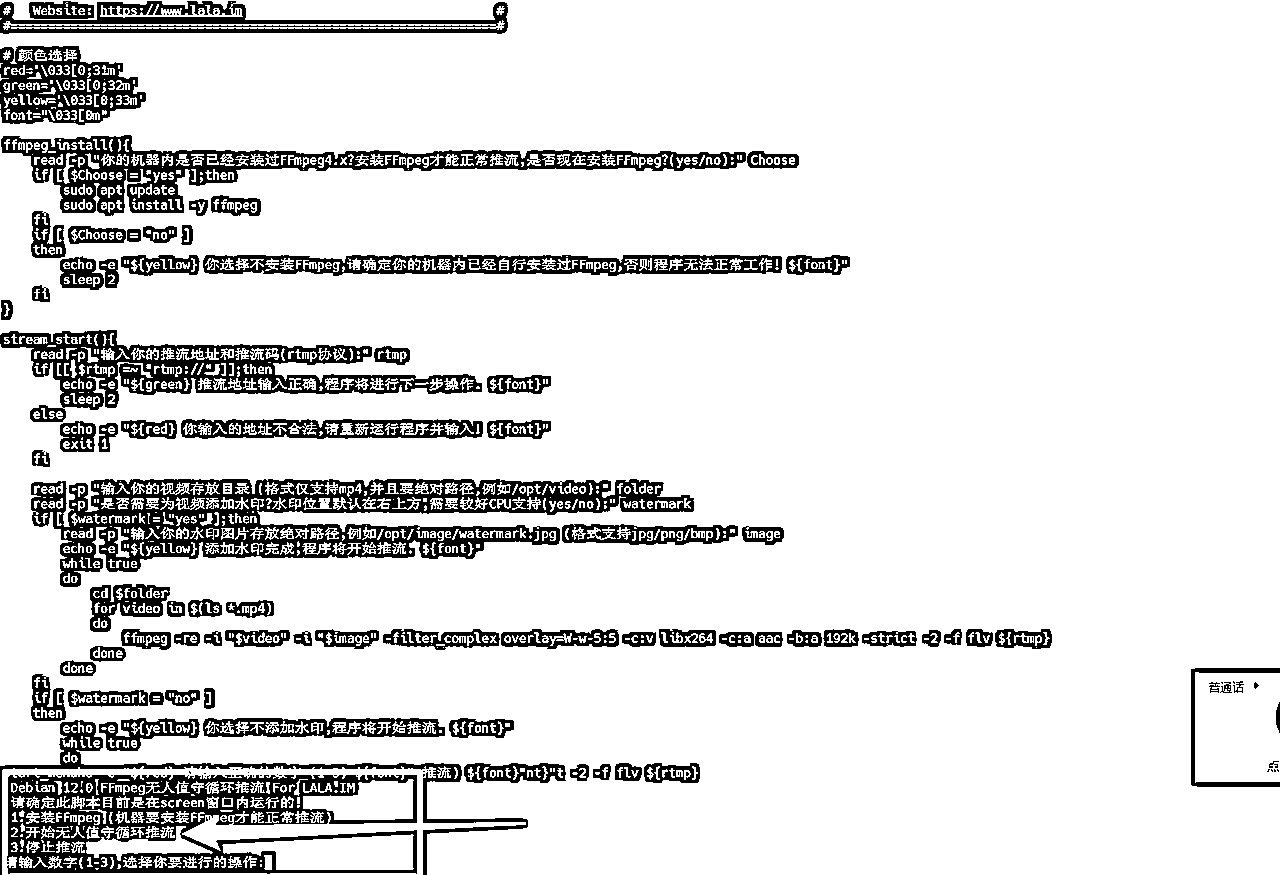 #  Website: https://www.lala.im                              #
#=================================================================#
# 颜色选择
red='\033[0;31m'
green='\033[0;32m'
yellow='\033[0;33m'
font="\033[0m"
ffmpeg_install(){
read -p "你的机器内是否已经安装过FFmpeg4.x?安装FFmpeg才能正常推流,是否现在安装FFmpeg?(yes/no):" Choose
if [ $Choose = "yes" ];then
sudo apt update
sudo apt install -y ffmpeg
fi
if [ $Choose = "no" ]
then
echo -e "${yellow} 你选择不安装FFmpeg,请确定你的机器内已经自行安装过FFmpeg,否则程序无法正常工作! ${font}"
sleep 2
fi
}
stream_start(){
read -p "输入你的推流地址和推流码(rtmp协议):" rtmp
if [[ $rtmp =~ "rtmp://" ]];then
echo -e "${green} 推流地址输入正确,程序将进行下一步操作. ${font}"
sleep 2
else
echo -e "${red} 你输入的地址不合法,请重新运行程序并输入! ${font}"
exit 1
fi
read -p "输入你的视频存放目录 (格式仅支持mp4,并且要绝对路径,例如/opt/video):" folder
read -p "是否需要为视频添加水印?水印位置默认在右上方,需要较好CPU支持(yes/no):" watermark
if [ $watermark = "yes" ];then
read -p "输入你的水印图片存放绝对路径,例如/opt/image/watermark.jpg (格式支持jpg/png/bmp):" image
echo -e "${yellow} 添加水印完成,程序将开始推流. ${font}"
while true
do
cd $folder
for video in $(ls *.mp4)
do
ffmpeg -re -i "$video" -i "$image" -filter_complex overlay=W-w-5:5 -c:v libx264 -c:a aac -b:a 192k -strict -2 -f flv ${rtmp}
done
done
fi
if [ $watermark = "no" ]
then
echo -e "${yellow} 你选择不添加水印,程序将开始推流. ${font}"
while true
do
推流) ${font}"nt}"t -2 -f flv ${rtmp}
Debian 12.0 FFmpeg无人值守循环推流 For LALA.IM
请确定此脚本目前是在screen窗口内运行的!
1.安装FFmpeg (机器要安装FFmpeg才能正常推流)
2.开始无人值守循环推流
3.停止推流
请输入数字(1-3),选择你要进行的操作:
普通话
点